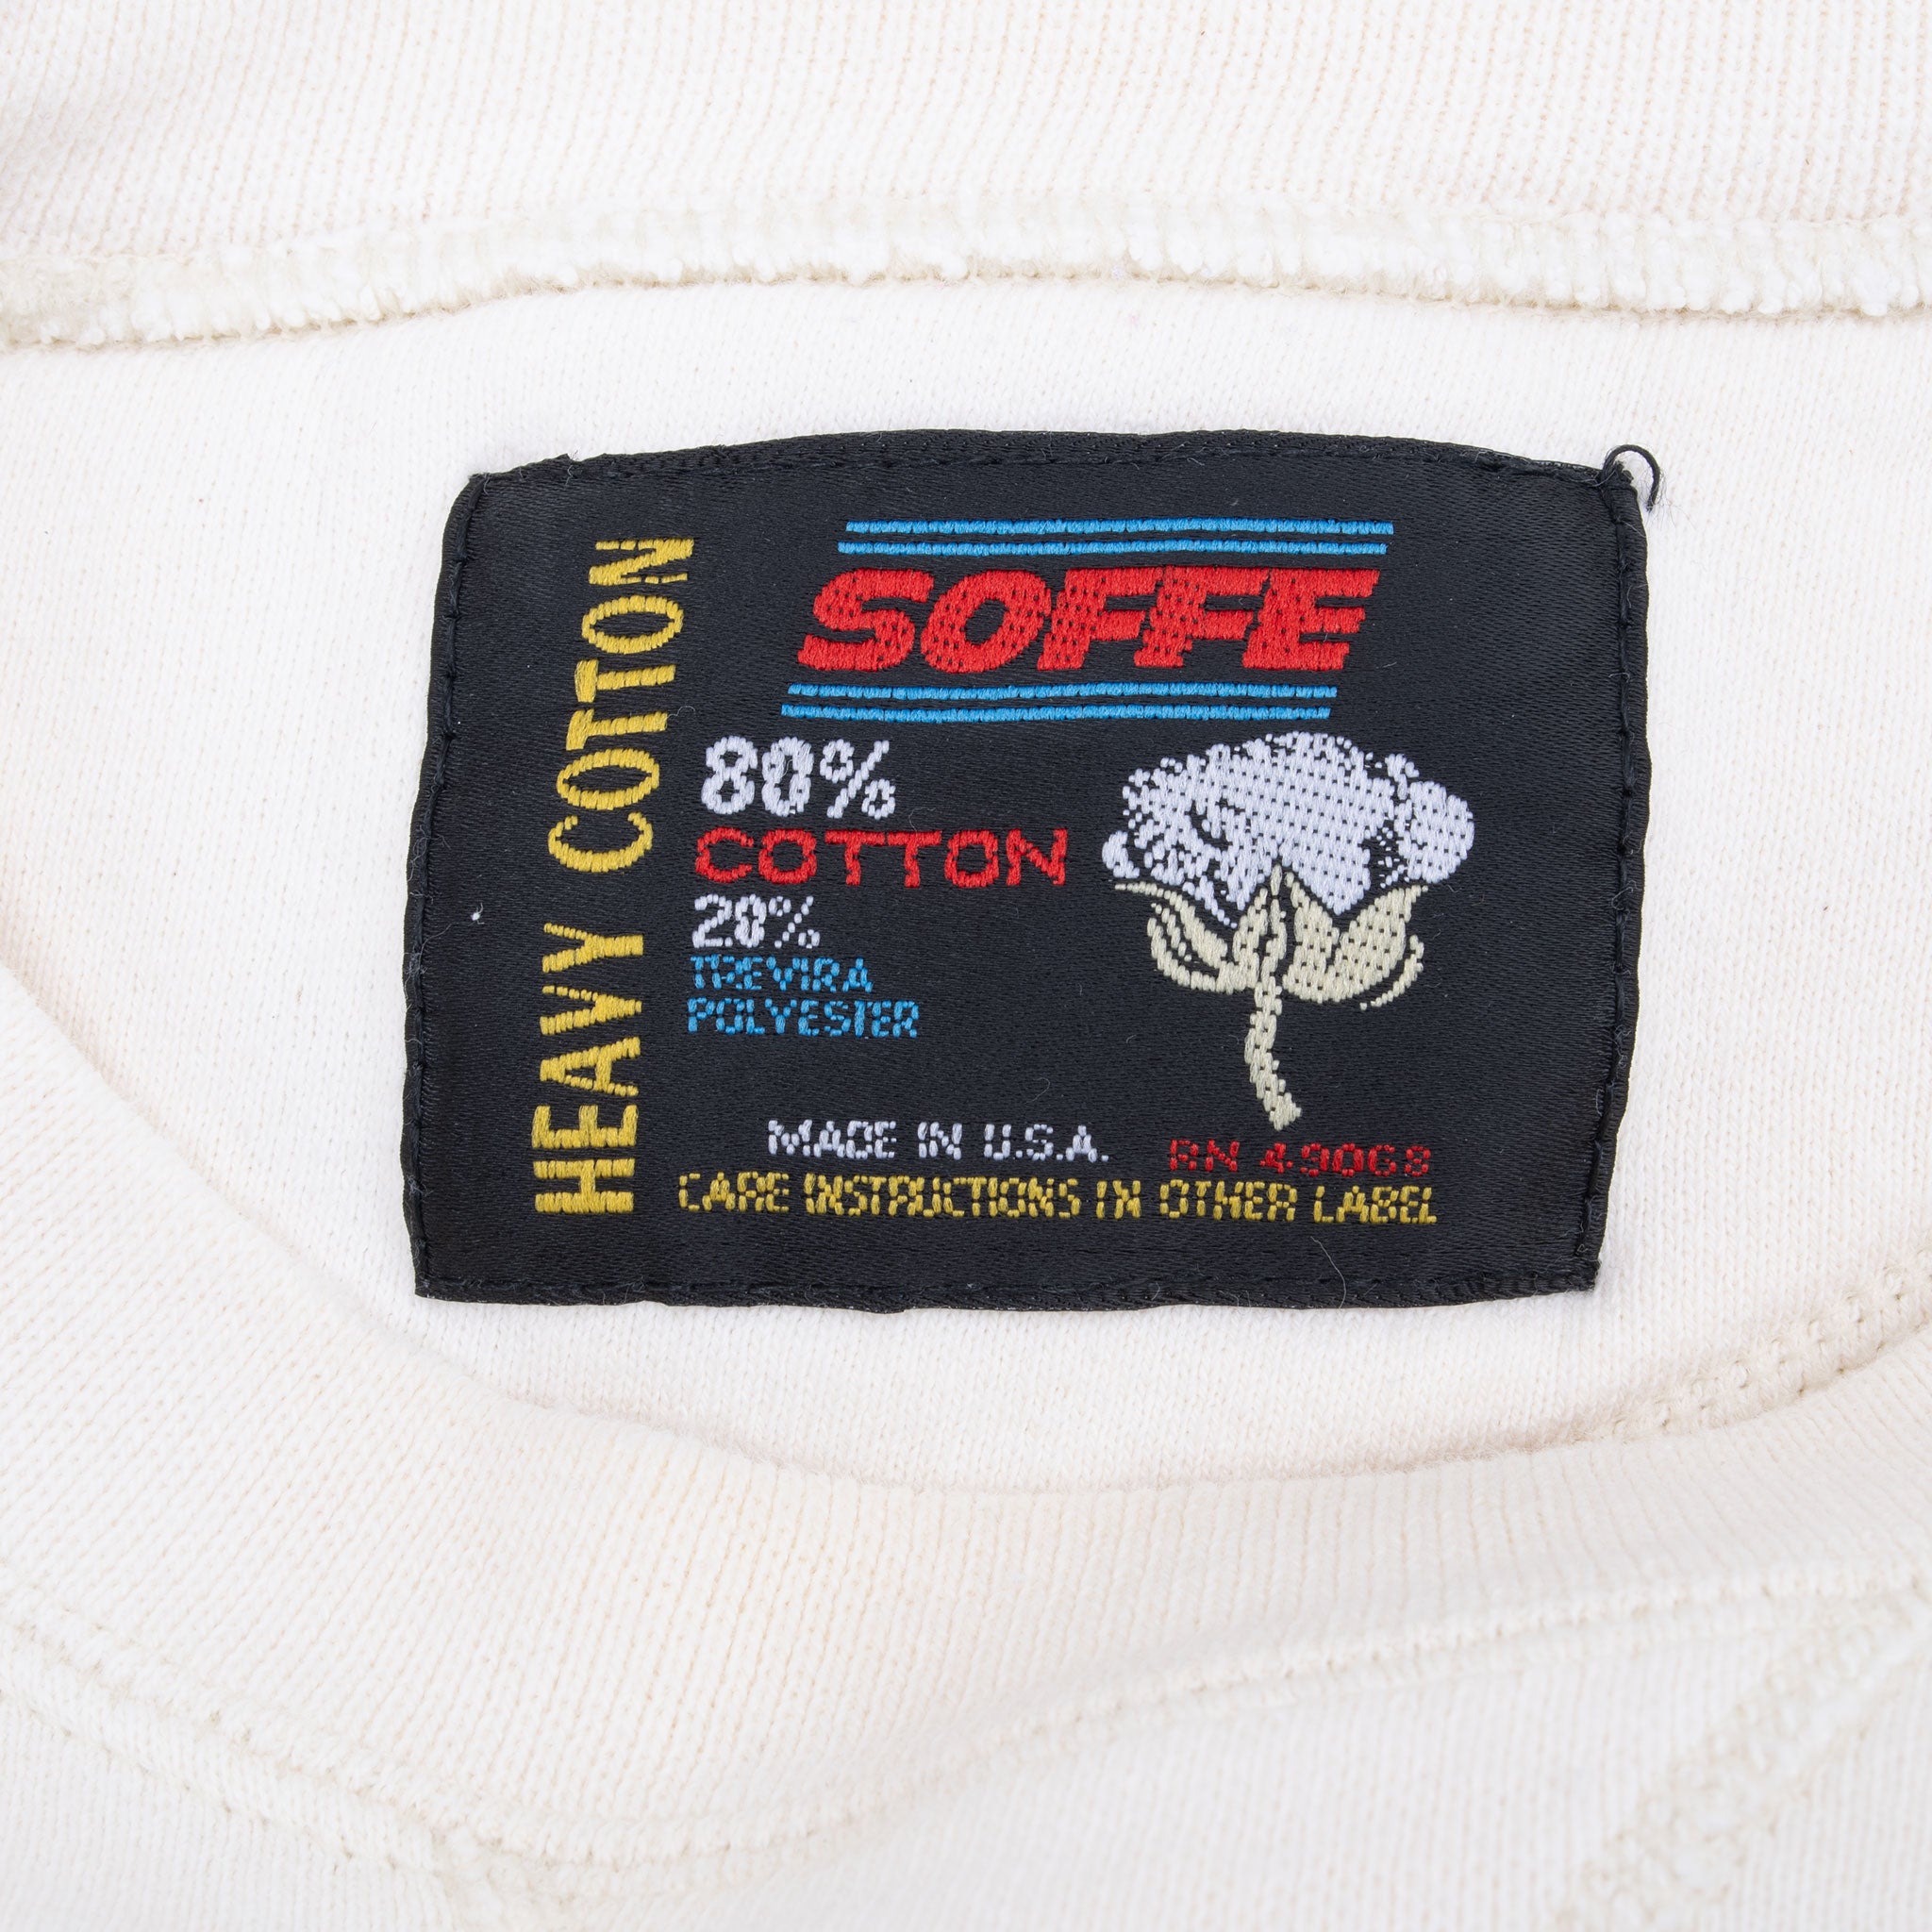 HEAVY COTTON
SOFFE
80%
COTTON
20%
TREVIRA
POLYESTER
MADE IN U.S.A. RN 49068
CARE INSTRUCTIONS IN OTHER LABEL